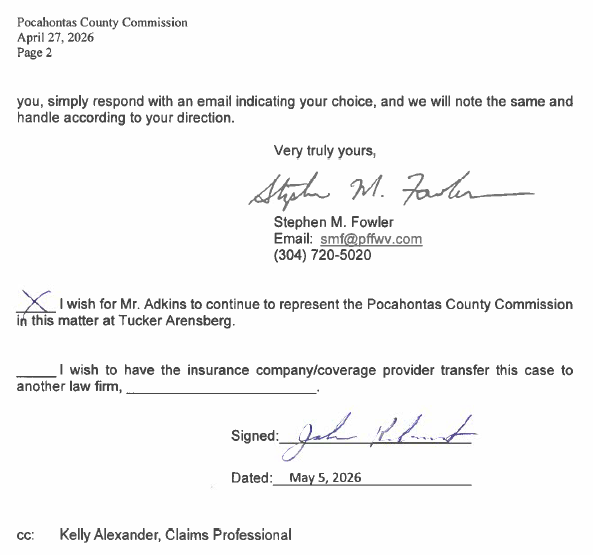 Pocahontas County Commission
April 27, 2026
Page 2
you, simply respond with an email indicating your choice, and we will note the same and
handle according to your direction.
Very truly yours,
Stephen M. Fowler
Stephen M. Fowler
Email: smf@pffwv.com
(304) 720-5020
X I wish for Mr. Adkins to continue to represent the Pocahontas County Commission
in this matter at Tucker Arensberg.
_____ I wish to have the insurance company/coverage provider transfer this case to
another law firm, _________________________.
Signed: John
Dated: May 5, 2026
cc: Kelly Alexander, Claims Professional